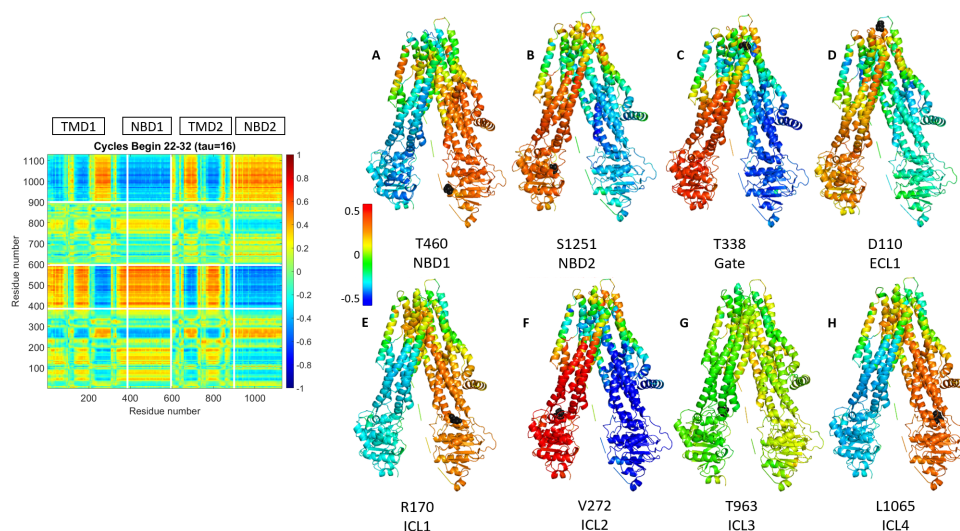 TMD1 NBD1 TMD2 NBD2
Cycles Begin 22-32 (tau=16)
1100
1000
900
800
700
600
500
400
300
200
100
Residue number
200 400 600 800 1000
Residue number
1
0.8
0.6
0.4
0.2
0
-0.2
-0.4
-0.6
-0.8
-1
0.5
0
-0.5
A
B
C
D
T460
NBD1
S1251
NBD2
T338
Gate
D110
ECL1
E
F
G
H
R170
ICL1
V272
ICL2
T963
ICL3
L1065
ICL4